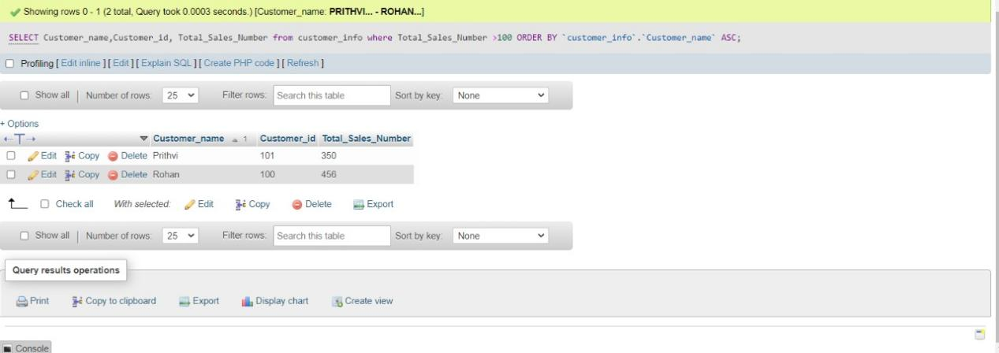 Showing rows 0 - 1 (2 total, Query took 0.0003 seconds.) [Customer_name: PRITHVI... - ROHAN...]
SELECT Customer_name,Customer_id, Total_Sales_Number from customer_info where Total_Sales_Number >100 ORDER BY `customer_info`.`Customer_name` ASC;
Profiling [ Edit inline ] [ Edit ] [ Explain SQL ] [ Create PHP code ] [ Refresh ]
Show all | Number of rows: 25 Filter rows: Search this table Sort by key: None
+ Options
←T→ ▼ Customer_name ▲ 1 Customer_id Total_Sales_Number
Edit Copy Delete Prithvi 101 350
Edit Copy Delete Rohan 100 456
Check all With selected: Edit Copy Delete Export
Show all | Number of rows: 25 Filter rows: Search this table Sort by key: None
Query results operations
Print Copy to clipboard Export Display chart Create view
Console